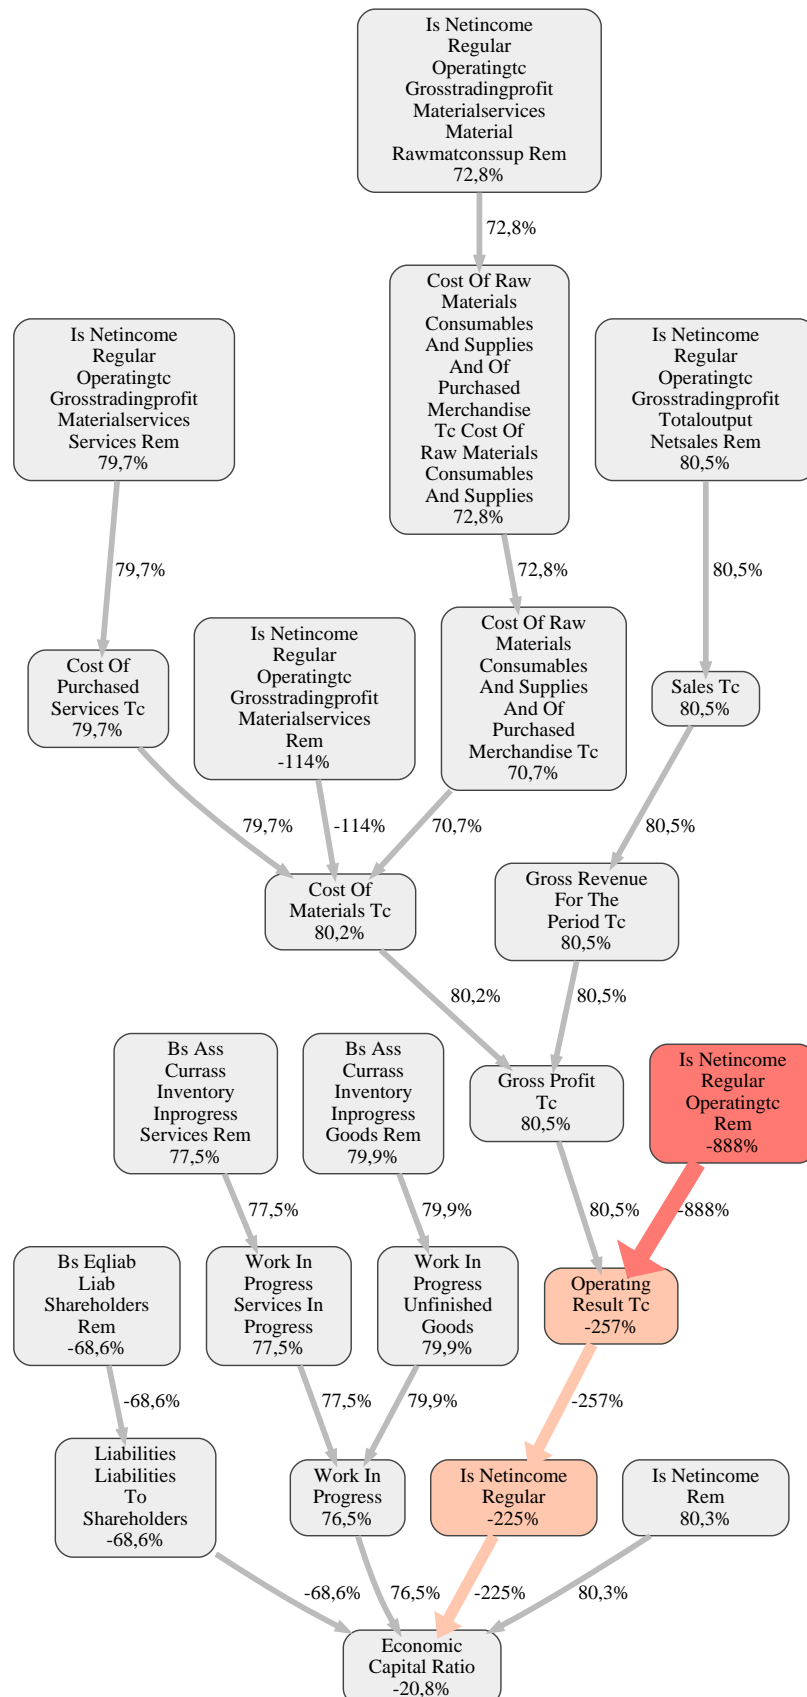 Is Netincome
Regular
Operatingtc
Grosstradingprofit
Materialservices
Material
Rawmatconssup Rem
72,8%
72,8%
Cost Of Raw
Materials
Consumables
And Supplies
And Of
Purchased
Merchandise
Tc Cost Of
Raw Materials
Consumables
And Supplies
72,8%
Is Netincome
Regular
Operatingtc
Grosstradingprofit
Materialservices
Services Rem
79,7%
Is Netincome
Regular
Operatingtc
Grosstradingprofit
Totaloutput
Netsales Rem
80,5%
79,7%
72,8%
80,5%
Cost Of
Purchased
Services Tc
79,7%
Is Netincome
Regular
Operatingtc
Grosstradingprofit
Materialservices
Rem
-114%
Cost Of Raw
Materials
Consumables
And Supplies
And Of
Purchased
Merchandise Tc
70,7%
Sales Tc
80,5%
79,7%
-114%
70,7%
80,5%
Cost Of
Materials Tc
80,2%
Gross Revenue
For The
Period Tc
80,5%
80,2%
80,5%
Bs Ass
Currass
Inventory
Inprogress
Services Rem
77,5%
Bs Ass
Currass
Inventory
Inprogress
Goods Rem
79,9%
Gross Profit
Tc
80,5%
Is Netincome
Regular
Operatingtc
Rem
-888%
77,5%
79,9%
80,5%
-888%
Bs Eqliab
Liab
Shareholders
Rem
-68,6%
Work In
Progress
Services In
Progress
77,5%
Work In
Progress
Unfinished
Goods
79,9%
Operating
Result Tc
-257%
-68,6%
77,5%
79,9%
-257%
Liabilities
Liabilities
To
Shareholders
-68,6%
Work In
Progress
76,5%
Is Netincome
Regular
-225%
Is Netincome
Rem
80,3%
-68,6%
76,5%
-225%
80,3%
Economic
Capital Ratio
-20,8%